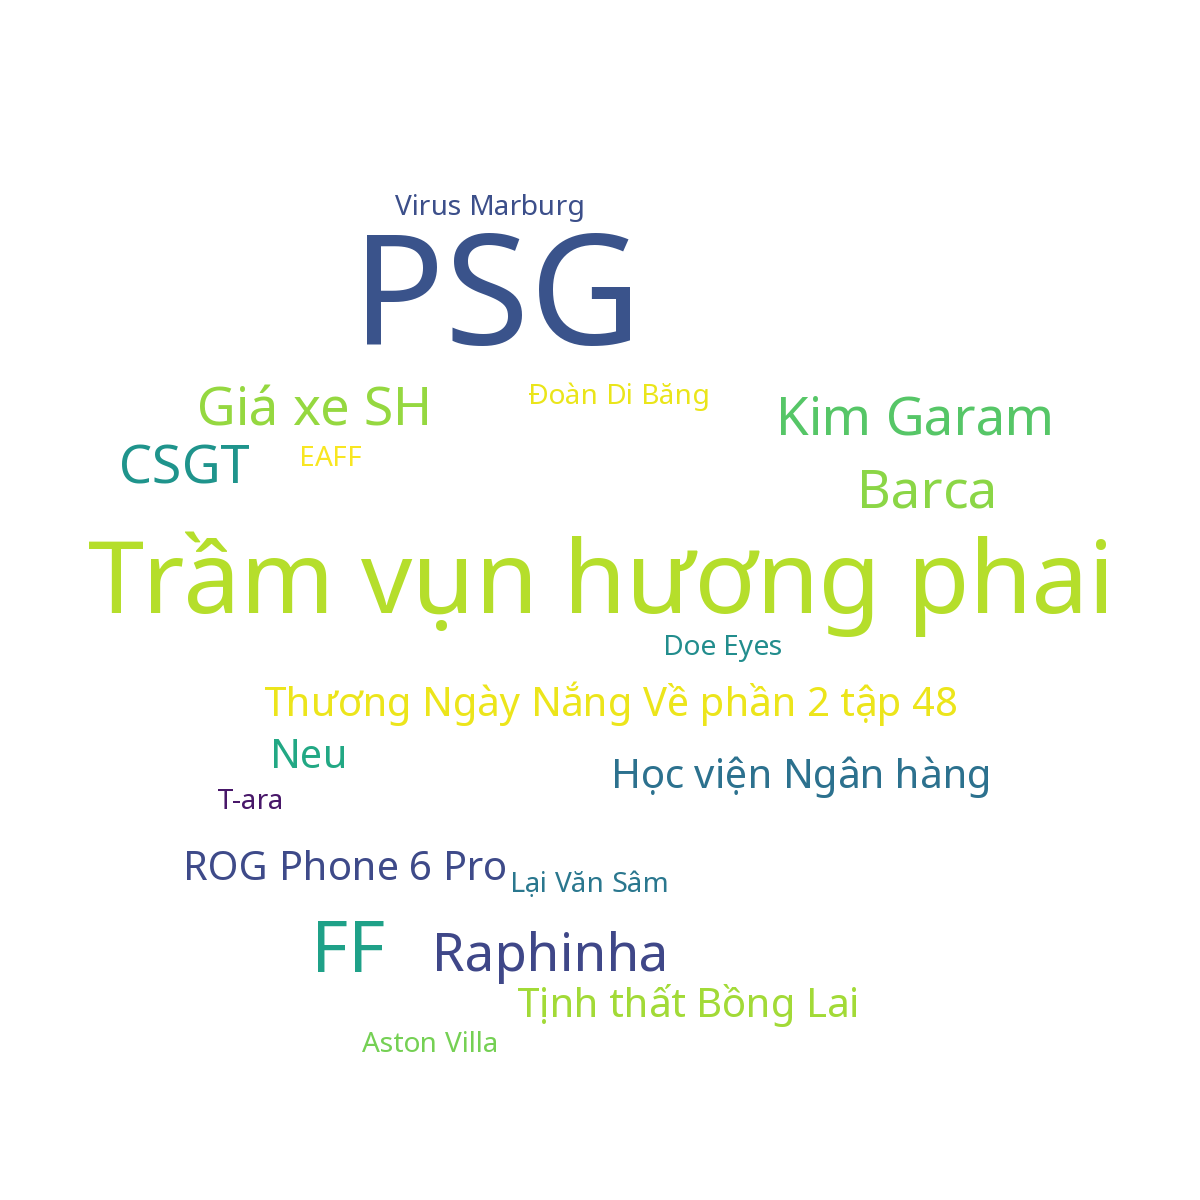 Virus Marburg
PSG
Giá xe SH
Đoàn Di Băng
Kim Garam
CSGT
EAFF
Barca
Trầm vụn hương phai
Doe Eyes
Thương Ngày Nắng Về phần 2 tập 48
Neu
Học viện Ngân hàng
T-ara
ROG Phone 6 Pro
Lại Văn Sâm
FF
Raphinha
Tịnh thất Bồng Lai
Aston Villa